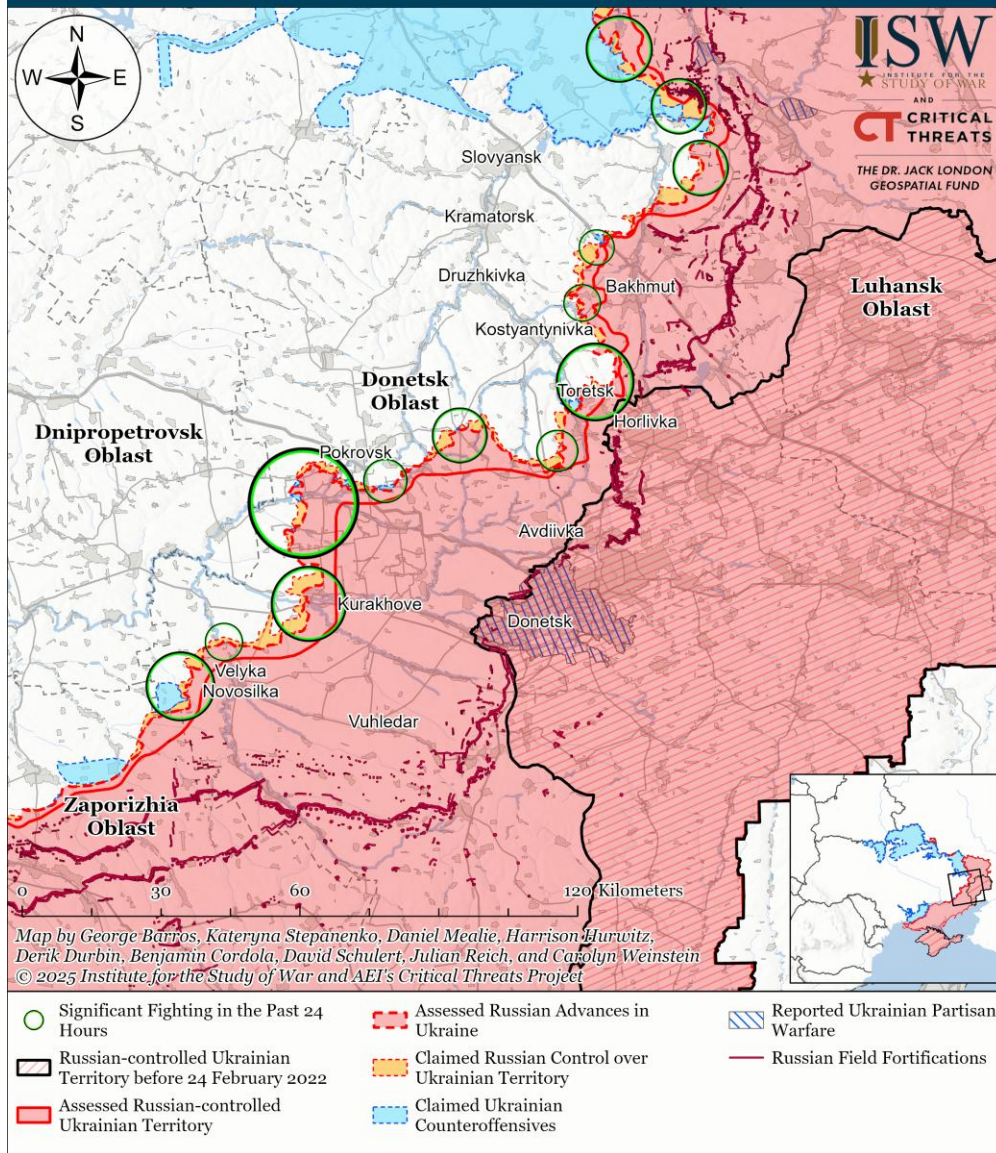 N
W E
S
ISW
INSTITUTE FOR THE
STUDY OF WAR
AND
CT CRITICAL
THREATS
THE DR. JACK LONDON
GEOSPATIAL FUND
Slovyansk
Kramatorsk
Druzhkivka
Bakhmut
Luhansk
Oblast
Kostyantynivka
Donetsk
Oblast
Toretsk
Horlivka
Dnipropetrovsk
Oblast
Pokrovsk
Avdiivka
Kurakhove
Donetsk
Velyka
Novosilka
Vuhledar
Zaporizhia
Oblast
0 30 60 120 Kilometers
Map by George Barros, Kateryna Stepanenko, Daniel Mealie, Harrison Hurwitz,
Derik Durbin, Benjamin Cordola, David Schulert, Julian Reich, and Carolyn Weinstein
© 2025 Institute for the Study of War and AEI's Critical Threats Project
Significant Fighting in the Past 24
Hours
Russian-controlled Ukrainian
Territory before 24 February 2022
Assessed Russian-controlled
Ukrainian Territory
Assessed Russian Advances in
Ukraine
Claimed Russian Control over
Ukrainian Territory
Claimed Ukrainian
Counteroffensives
Reported Ukrainian Partisan
Warfare
Russian Field Fortifications